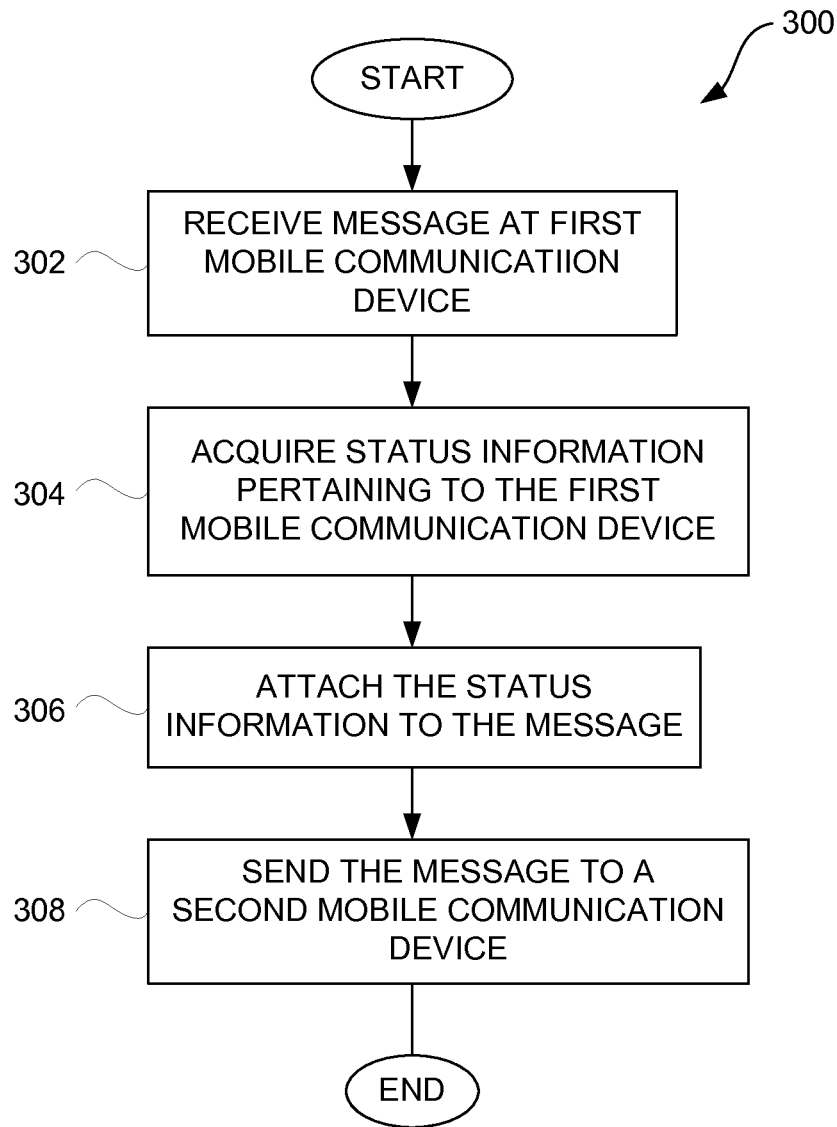 300
START
302
RECEIVE MESSAGE AT FIRST
MOBILE COMMUNICATIION
DEVICE
304
ACQUIRE STATUS INFORMATION
PERTAINING TO THE FIRST
MOBILE COMMUNICATION DEVICE
306
ATTACH THE STATUS
INFORMATION TO THE MESSAGE
308
SEND THE MESSAGE TO A
SECOND MOBILE COMMUNICATION
DEVICE
END